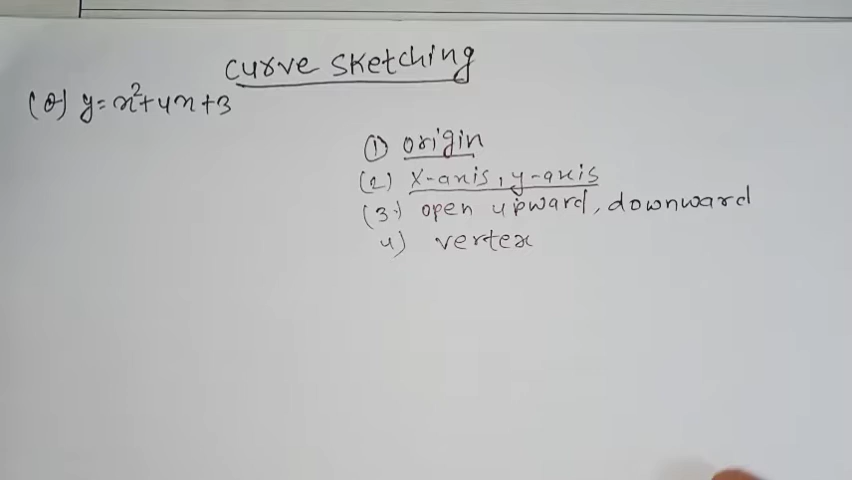 curve sketching
(Q) y = x²+4x+3
① origin
(2) x-axis, y-axis
(3.) open upward, downward
4) vertex